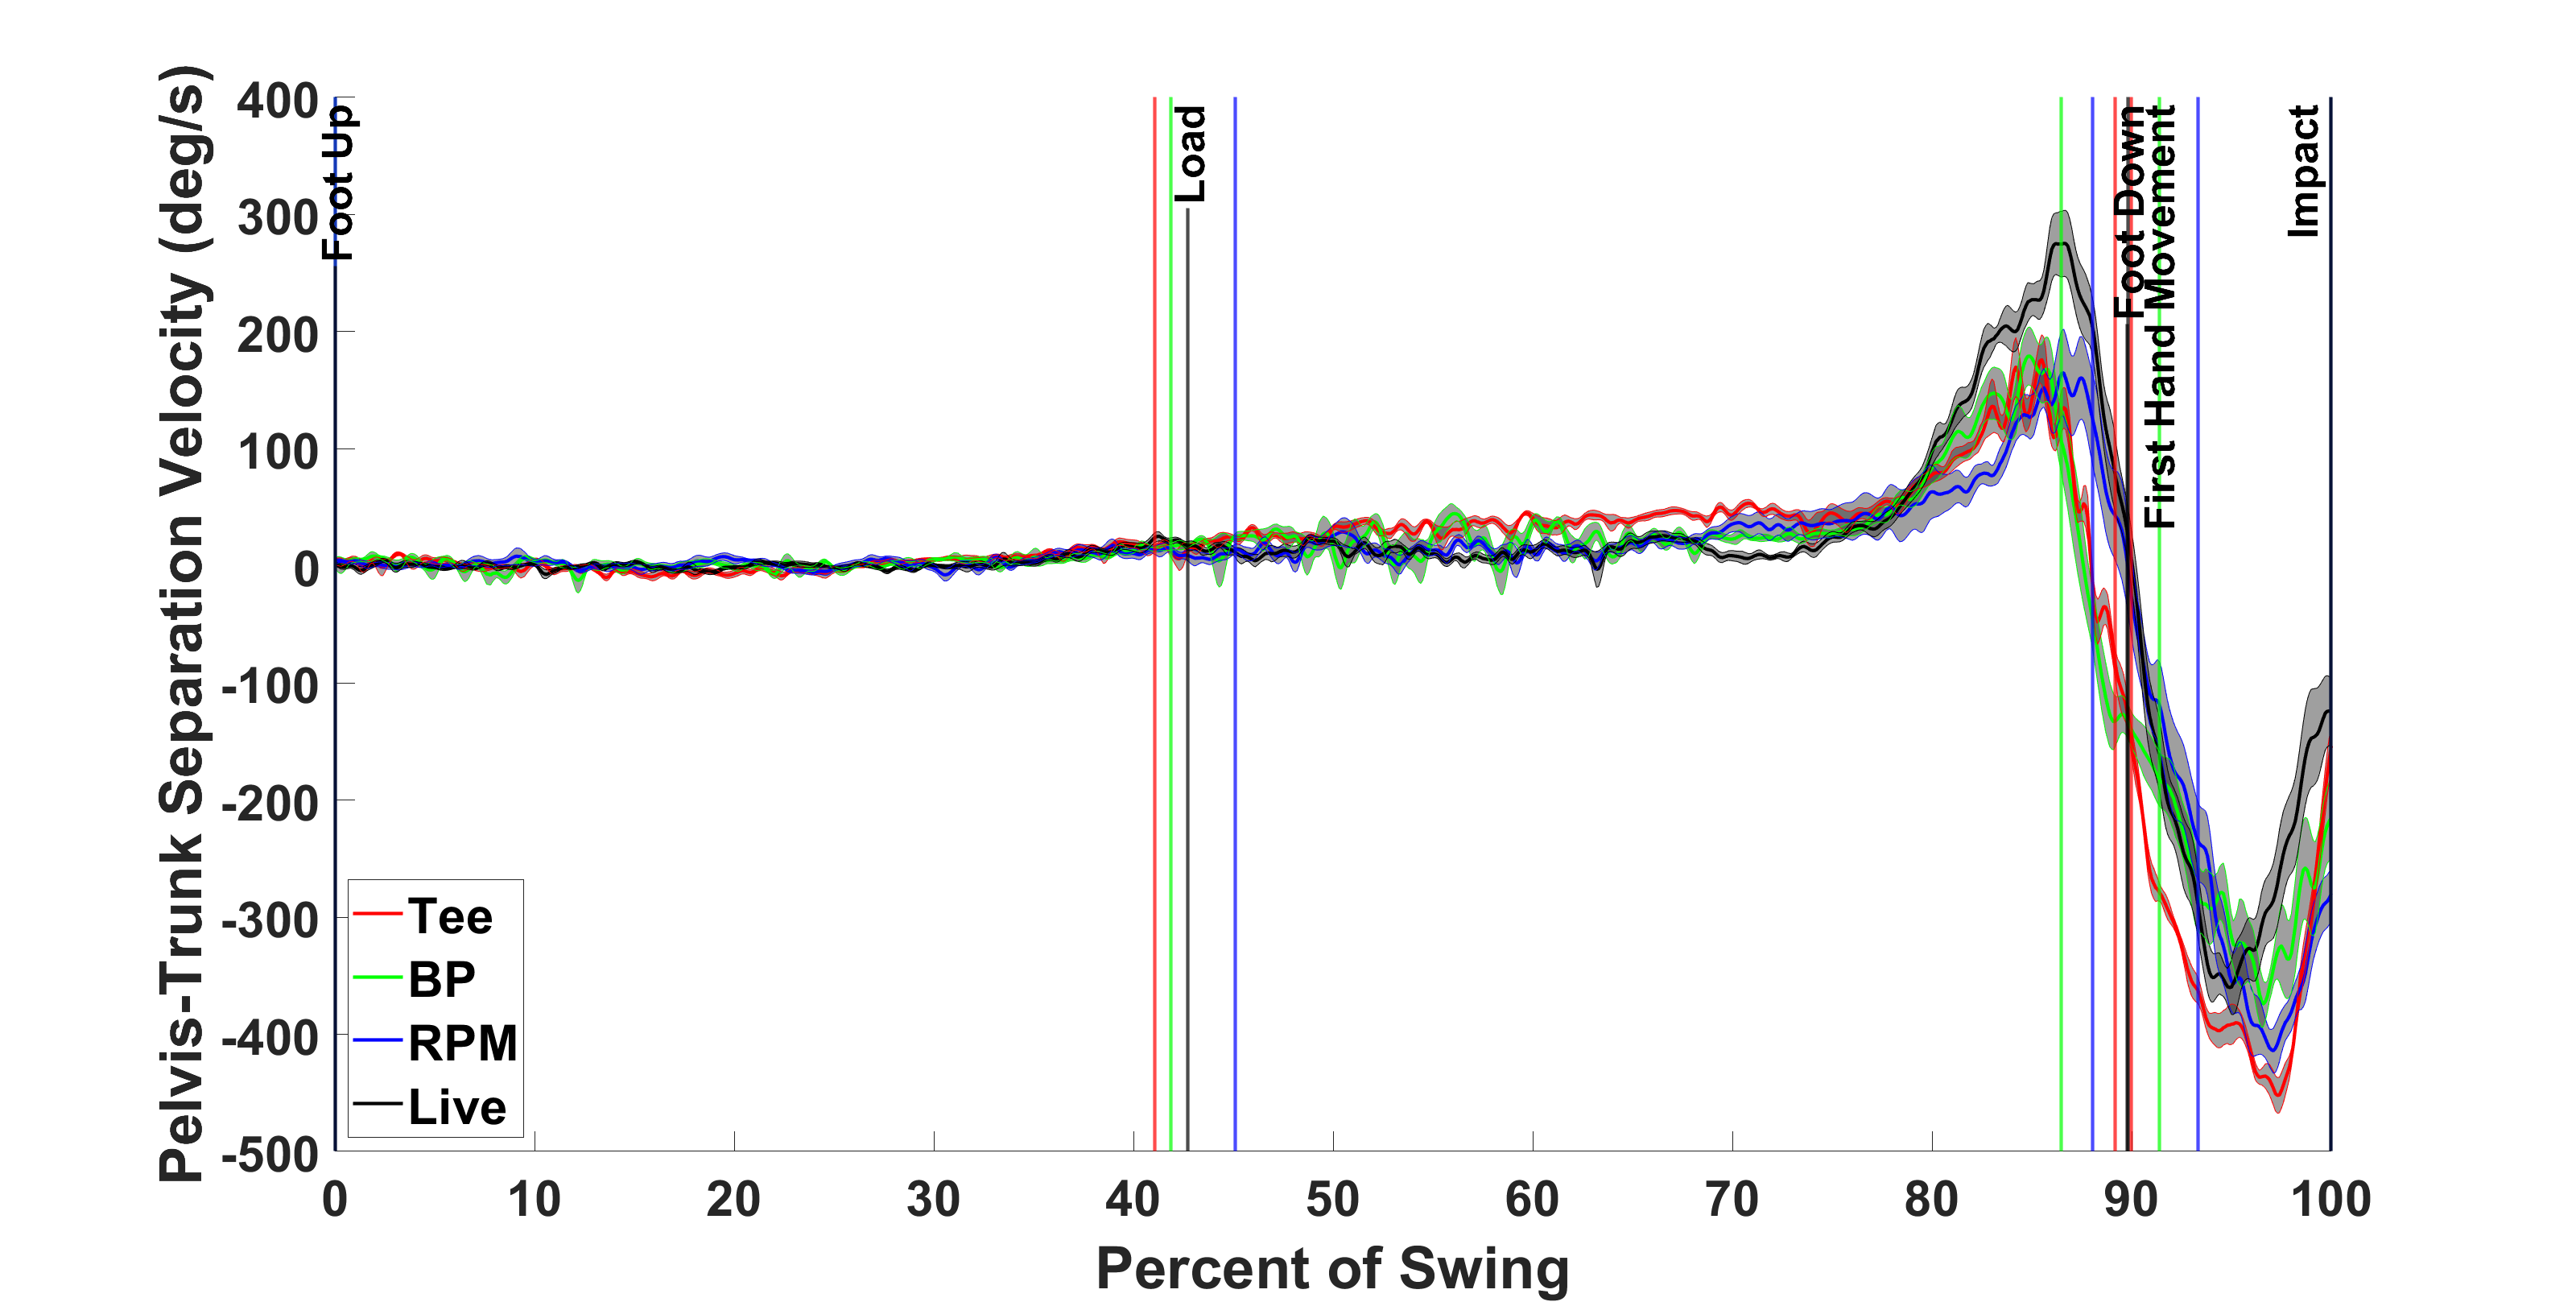 Pelvis-Trunk Separation Velocity (deg/s)
400
300
200
100
0
-100
-200
-300
-400
-500
Foot Up
Load
Foot Down
First Hand Movement
Impact
Tee
BP
RPM
Live
0 10 20 30 40 50 60 70 80 90 100
Percent of Swing